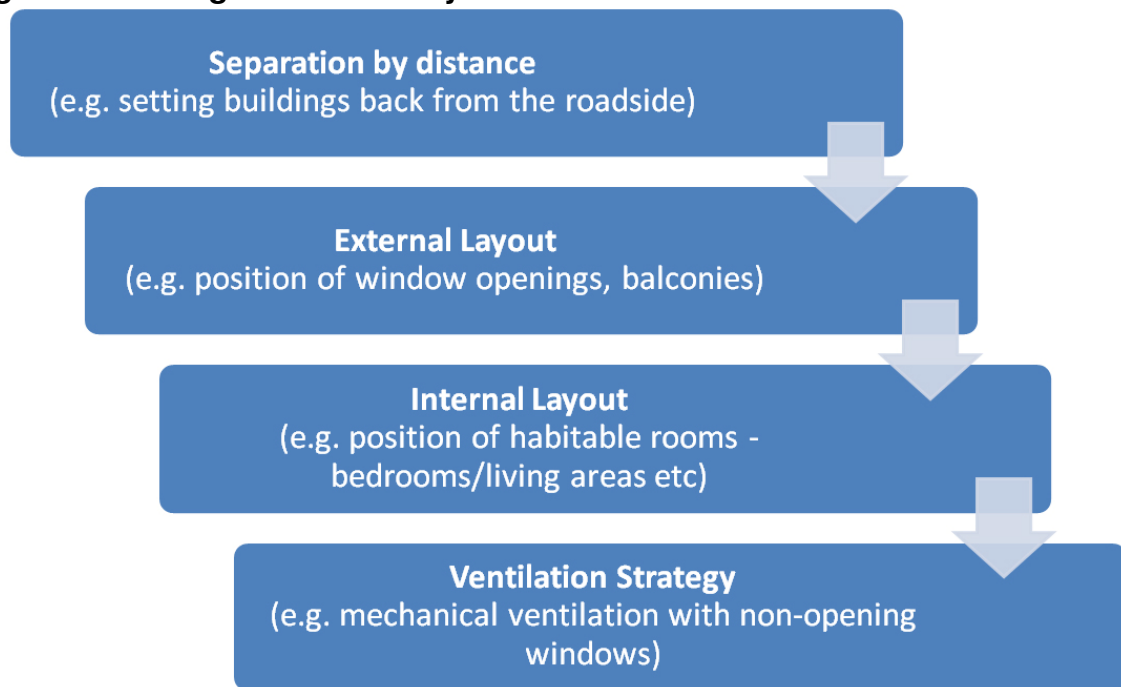 Separation by distance
(e.g. setting buildings back from the roadside)
External Layout
(e.g. position of window openings, balconies)
Internal Layout
(e.g. position of habitable rooms -
bedrooms/living areas etc)
Ventilation Strategy
(e.g. mechanical ventilation with non-opening
windows)